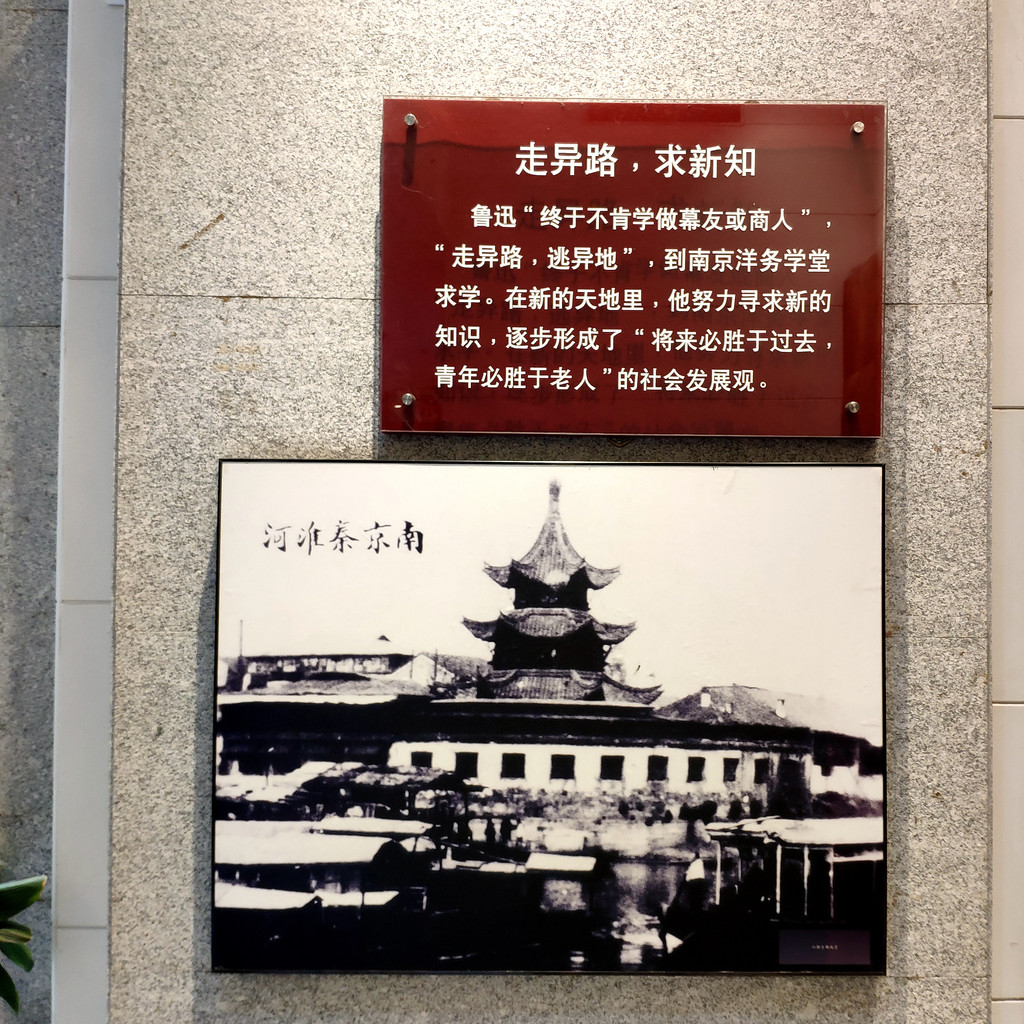 走异路，求新知
鲁迅“终于不肯学做幕友或商人”，
“走异路，逃异地”，到南京洋务学堂
求学。在新的天地里，他努力寻求新的
知识，逐步形成了“将来必胜于过去，
青年必胜于老人”的社会发展观。
河淮秦京南